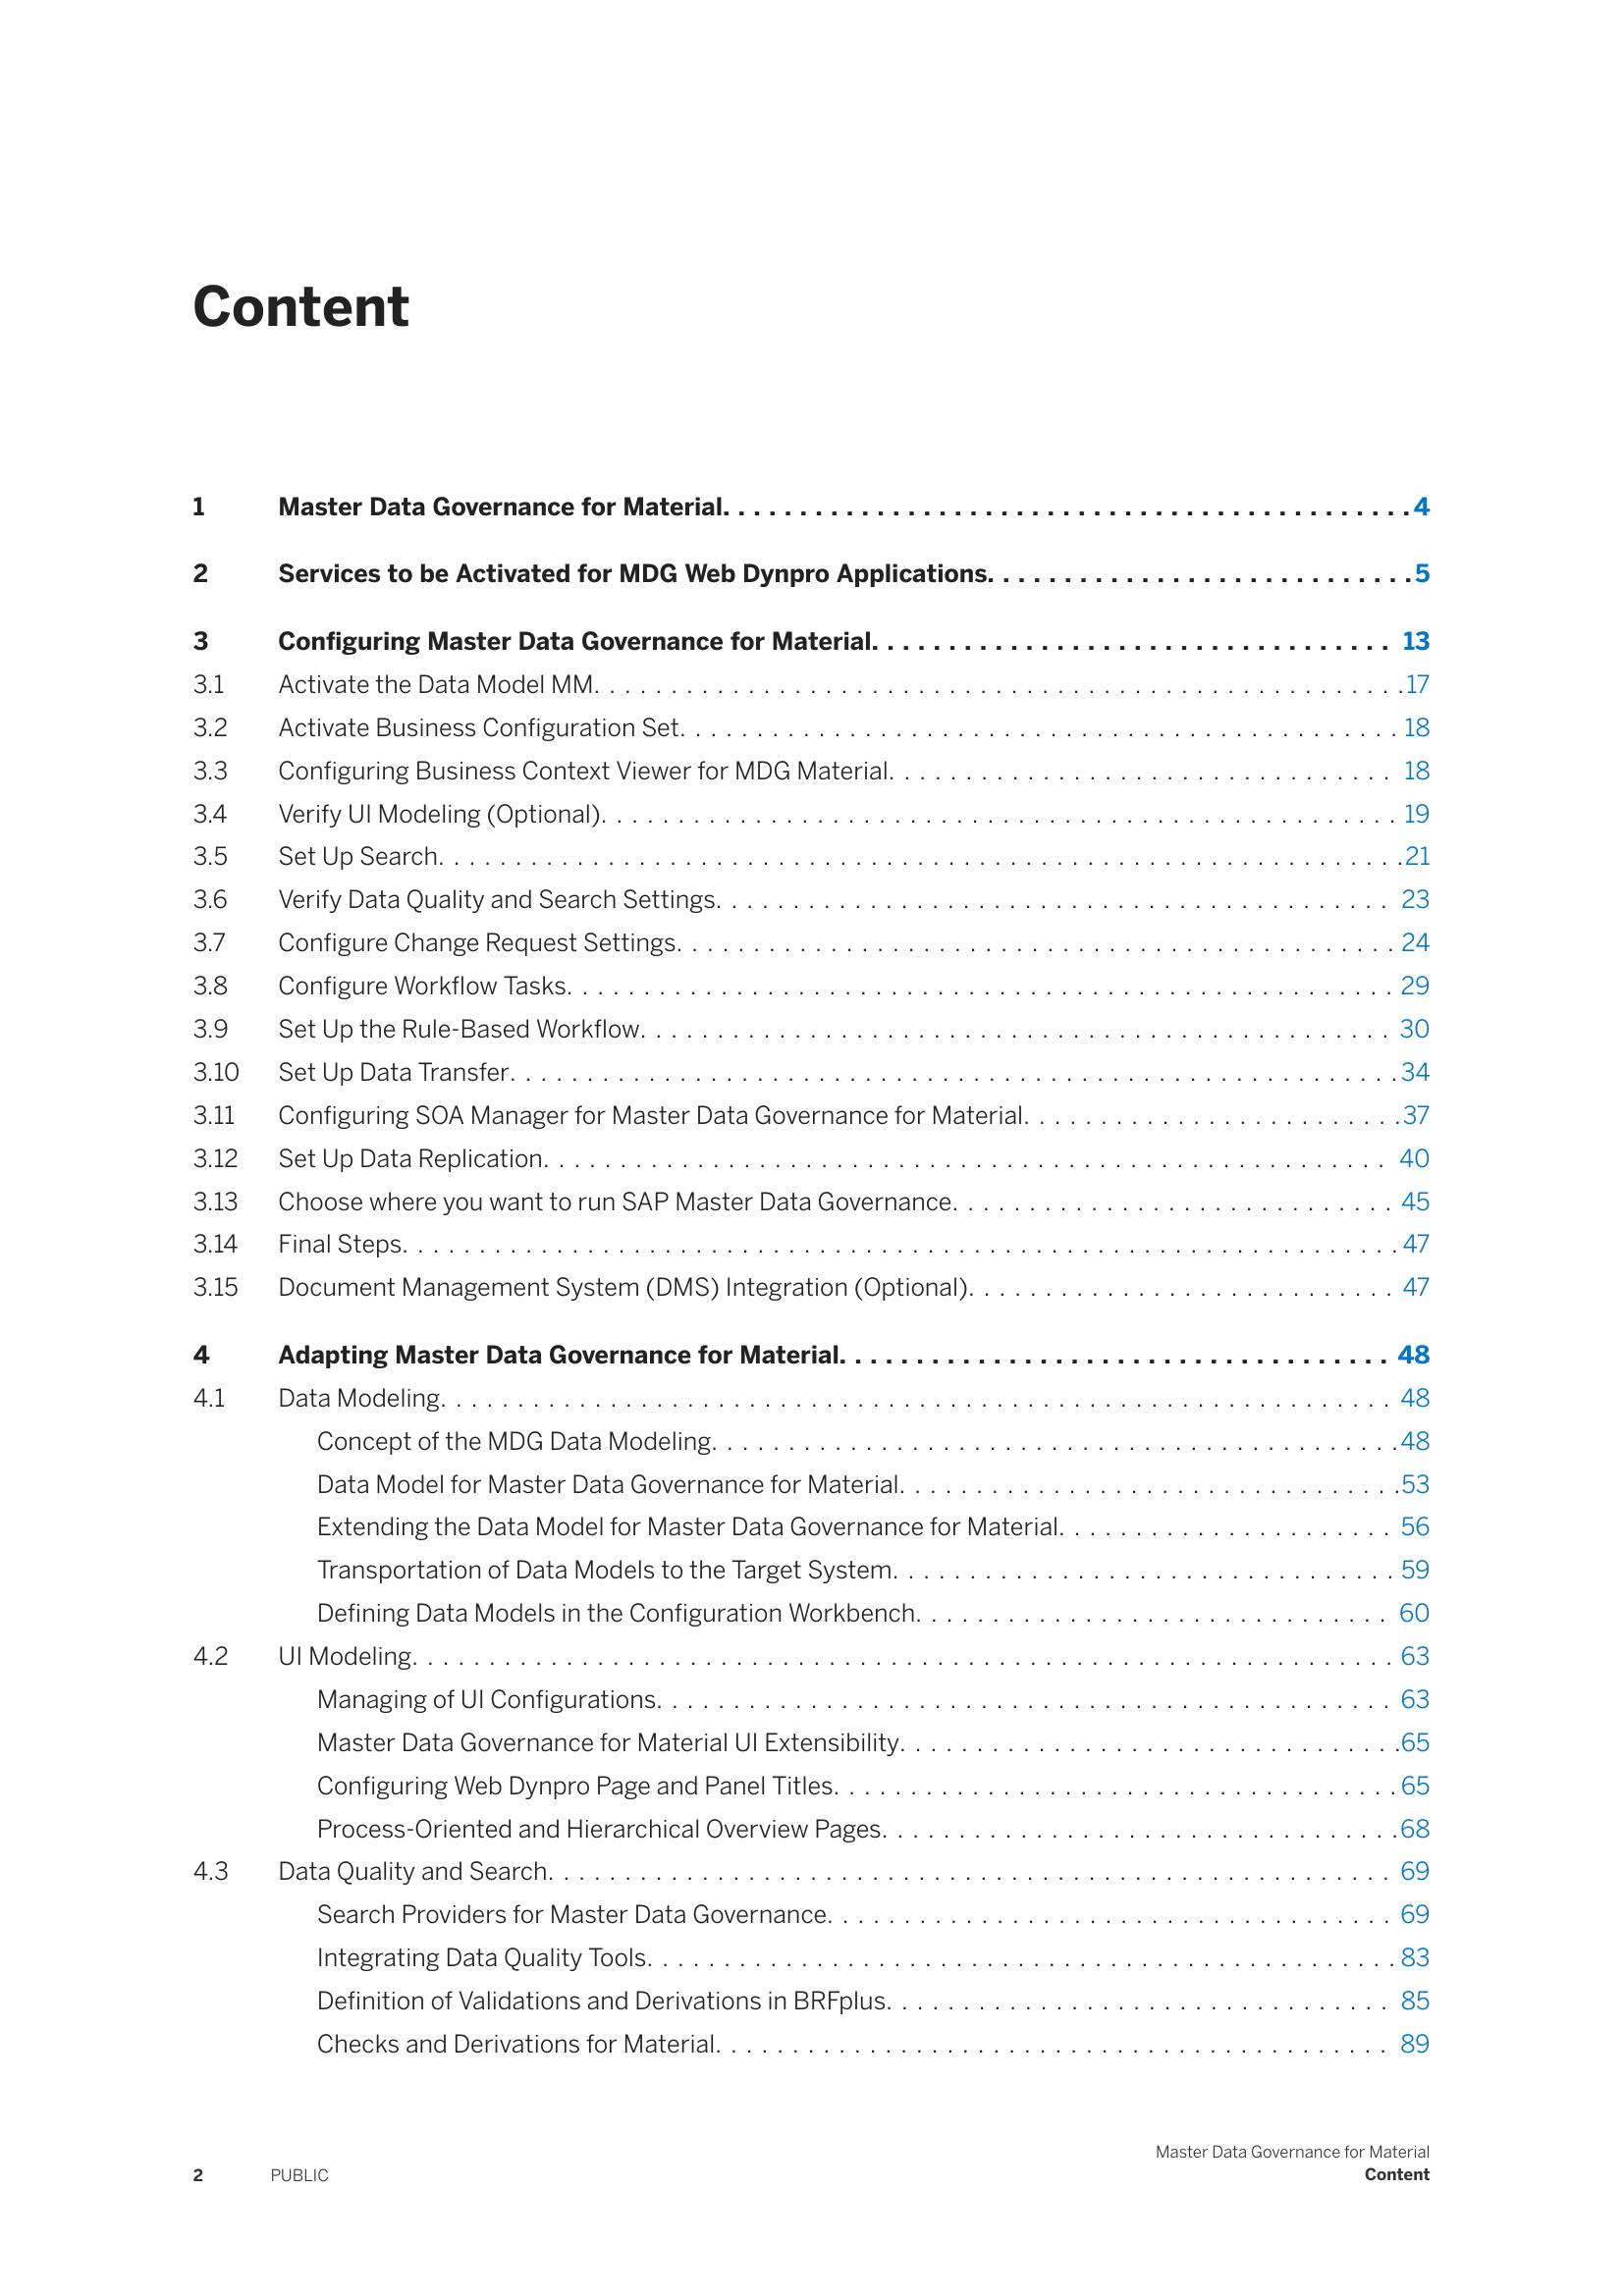 Content
1 Master Data Governance for Material. . . . . . . . . . . . . . . . . . . . . . . . . . . . . . . . . . . . . . . . . . . . . 4
2 Services to be Activated for MDG Web Dynpro Applications. . . . . . . . . . . . . . . . . . . . . . . . . . . . 5
3 Configuring Master Data Governance for Material. . . . . . . . . . . . . . . . . . . . . . . . . . . . . . . . . . 13
3.1 Activate the Data Model MM. . . . . . . . . . . . . . . . . . . . . . . . . . . . . . . . . . . . . . . . . . . . . . . . . . . . . 17
3.2 Activate Business Configuration Set. . . . . . . . . . . . . . . . . . . . . . . . . . . . . . . . . . . . . . . . . . . . . . . 18
3.3 Configuring Business Context Viewer for MDG Material. . . . . . . . . . . . . . . . . . . . . . . . . . . . . . . . . 18
3.4 Verify UI Modeling (Optional). . . . . . . . . . . . . . . . . . . . . . . . . . . . . . . . . . . . . . . . . . . . . . . . . . . . 19
3.5 Set Up Search. . . . . . . . . . . . . . . . . . . . . . . . . . . . . . . . . . . . . . . . . . . . . . . . . . . . . . . . . . . . . . . 21
3.6 Verify Data Quality and Search Settings. . . . . . . . . . . . . . . . . . . . . . . . . . . . . . . . . . . . . . . . . . . . 23
3.7 Configure Change Request Settings. . . . . . . . . . . . . . . . . . . . . . . . . . . . . . . . . . . . . . . . . . . . . . . 24
3.8 Configure Workflow Tasks. . . . . . . . . . . . . . . . . . . . . . . . . . . . . . . . . . . . . . . . . . . . . . . . . . . . . . 29
3.9 Set Up the Rule-Based Workflow. . . . . . . . . . . . . . . . . . . . . . . . . . . . . . . . . . . . . . . . . . . . . . . . . 30
3.10 Set Up Data Transfer. . . . . . . . . . . . . . . . . . . . . . . . . . . . . . . . . . . . . . . . . . . . . . . . . . . . . . . . . . 34
3.11 Configuring SOA Manager for Master Data Governance for Material. . . . . . . . . . . . . . . . . . . . . . . . . 37
3.12 Set Up Data Replication. . . . . . . . . . . . . . . . . . . . . . . . . . . . . . . . . . . . . . . . . . . . . . . . . . . . . . . 40
3.13 Choose where you want to run SAP Master Data Governance. . . . . . . . . . . . . . . . . . . . . . . . . . . . . 45
3.14 Final Steps. . . . . . . . . . . . . . . . . . . . . . . . . . . . . . . . . . . . . . . . . . . . . . . . . . . . . . . . . . . . . . . . . 47
3.15 Document Management System (DMS) Integration (Optional). . . . . . . . . . . . . . . . . . . . . . . . . . . . 47
4 Adapting Master Data Governance for Material. . . . . . . . . . . . . . . . . . . . . . . . . . . . . . . . . . . . 48
4.1 Data Modeling. . . . . . . . . . . . . . . . . . . . . . . . . . . . . . . . . . . . . . . . . . . . . . . . . . . . . . . . . . . . . . 48
Concept of the MDG Data Modeling. . . . . . . . . . . . . . . . . . . . . . . . . . . . . . . . . . . . . . . . . . . . . 48
Data Model for Master Data Governance for Material. . . . . . . . . . . . . . . . . . . . . . . . . . . . . . . . . 53
Extending the Data Model for Master Data Governance for Material. . . . . . . . . . . . . . . . . . . . . . 56
Transportation of Data Models to the Target System. . . . . . . . . . . . . . . . . . . . . . . . . . . . . . . . . 59
Defining Data Models in the Configuration Workbench. . . . . . . . . . . . . . . . . . . . . . . . . . . . . . . 60
4.2 UI Modeling. . . . . . . . . . . . . . . . . . . . . . . . . . . . . . . . . . . . . . . . . . . . . . . . . . . . . . . . . . . . . . . . 63
Managing of UI Configurations. . . . . . . . . . . . . . . . . . . . . . . . . . . . . . . . . . . . . . . . . . . . . . . . 63
Master Data Governance for Material UI Extensibility. . . . . . . . . . . . . . . . . . . . . . . . . . . . . . . . . 65
Configuring Web Dynpro Page and Panel Titles. . . . . . . . . . . . . . . . . . . . . . . . . . . . . . . . . . . . . 65
Process-Oriented and Hierarchical Overview Pages. . . . . . . . . . . . . . . . . . . . . . . . . . . . . . . . . . 68
4.3 Data Quality and Search. . . . . . . . . . . . . . . . . . . . . . . . . . . . . . . . . . . . . . . . . . . . . . . . . . . . . . . 69
Search Providers for Master Data Governance. . . . . . . . . . . . . . . . . . . . . . . . . . . . . . . . . . . . . 69
Integrating Data Quality Tools. . . . . . . . . . . . . . . . . . . . . . . . . . . . . . . . . . . . . . . . . . . . . . . . . 83
Definition of Validations and Derivations in BRFplus. . . . . . . . . . . . . . . . . . . . . . . . . . . . . . . . . 85
Checks and Derivations for Material. . . . . . . . . . . . . . . . . . . . . . . . . . . . . . . . . . . . . . . . . . . . 89
Master Data Governance for Material
2 PUBLIC Content